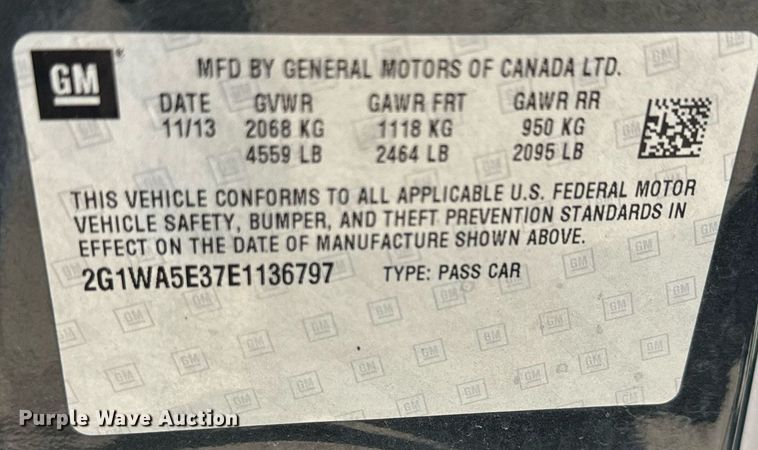 GM
MFD BY GENERAL MOTORS OF CANADA LTD.
DATE GVWR GAWR FRT GAWR RR
11/13 2068 KG 1118 KG 950 KG
4559 LB 2464 LB 2095 LB
THIS VEHICLE CONFORMS TO ALL APPLICABLE U.S. FEDERAL MOTOR
VEHICLE SAFETY, BUMPER, AND THEFT PREVENTION STANDARDS IN
EFFECT ON THE DATE OF MANUFACTURE SHOWN ABOVE.
2G1WA5E37E1136797 TYPE: PASS CAR
Purple Wave Auction